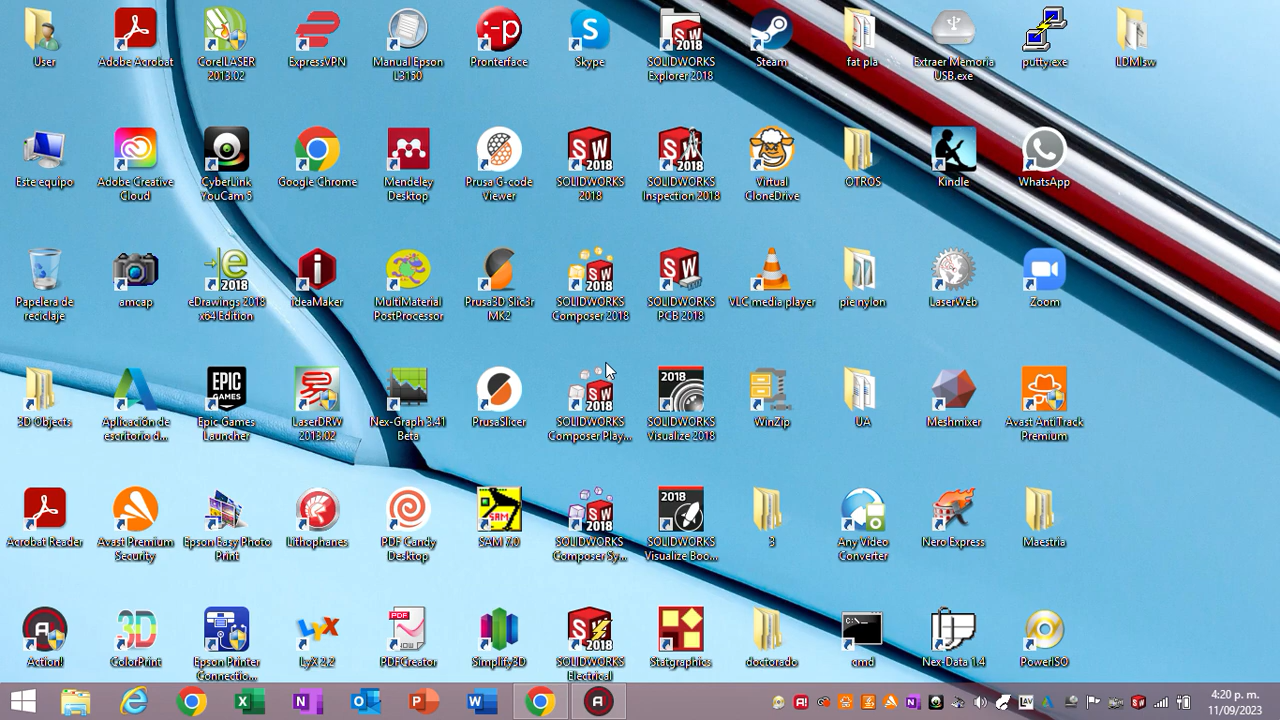 User
Adobe Acrobat
CorelLASER
2013.02
ExpressVPN
Manual Epson
L3150
Pronterface
Skype
SOLIDWORKS
Explorer 2018
Steam
fat pla
Extraer Memoria
USB.exe
putty.exe
LDMI.sw
Este equipo
Adobe Creative
Cloud
CyberLink
YouCam 5
Google Chrome
Mendeley
Desktop
Prusa G-code
Viewer
SOLIDWORKS
2018
SOLIDWORKS
Inspection 2018
Virtual
CloneDrive
OTROS
Kindle
WhatsApp
Papelera de
reciclaje
amcap
eDrawings 2018
x64 Edition
ideaMaker
MultiMaterial
PostProcessor
Prusa3D Slic3r
MK2
SOLIDWORKS
Composer 2018
SOLIDWORKS
PCB 2018
VLC media player
pie nylon
LaserWeb
Zoom
3D Objects
Aplicación de
escritorio d...
Epic Games
Launcher
LaserDRW
2013.02
Nex-Graph 3.41
Beta
PrusaSlicer
SOLIDWORKS
Composer Play...
SOLIDWORKS
Visualize 2018
WinZip
UA
Meshmixer
Avast AntiTrack
Premium
Acrobat Reader
Avast Premium
Security
Epson Easy Photo
Print
Lithophanes
PDF Candy
Desktop
SAM 7.0
SOLIDWORKS
Composer Sy...
SOLIDWORKS
Visualize Boo...
3
Any Video
Converter
Nero Express
Maestria
Action!
ColorPrint
Epson Printer
Connectio...
LyX 2.2
PDFCreator
Simplify3D
SOLIDWORKS
Electrical
Statgraphics
doctorado
cmd
Nex-Data 1.4
PowerISO
4:20 p. m.
11/09/2023